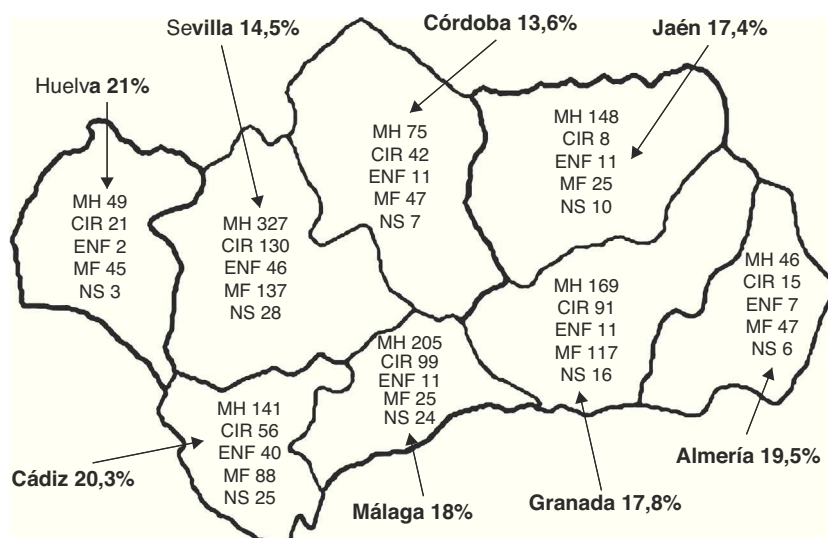 Sevilla 14,5%
Córdoba 13,6%
Jaén 17,4%
Huelva 21%
MH 49
CIR 21
ENF 2
MF 45
NS 3
MH 327
CIR 130
ENF 46
MF 137
NS 28
MH 75
CIR 42
ENF 11
MF 47
NS 7
MH 148
CIR 8
ENF 11
MF 25
NS 10
MH 141
CIR 56
ENF 40
MF 88
NS 25
MH 205
CIR 99
ENF 11
MF 25
NS 24
MH 169
CIR 91
ENF 11
MF 117
NS 16
MH 46
CIR 15
ENF 7
MF 47
NS 6
Cádiz 20,3%
Málaga 18%
Granada 17,8%
Almería 19,5%